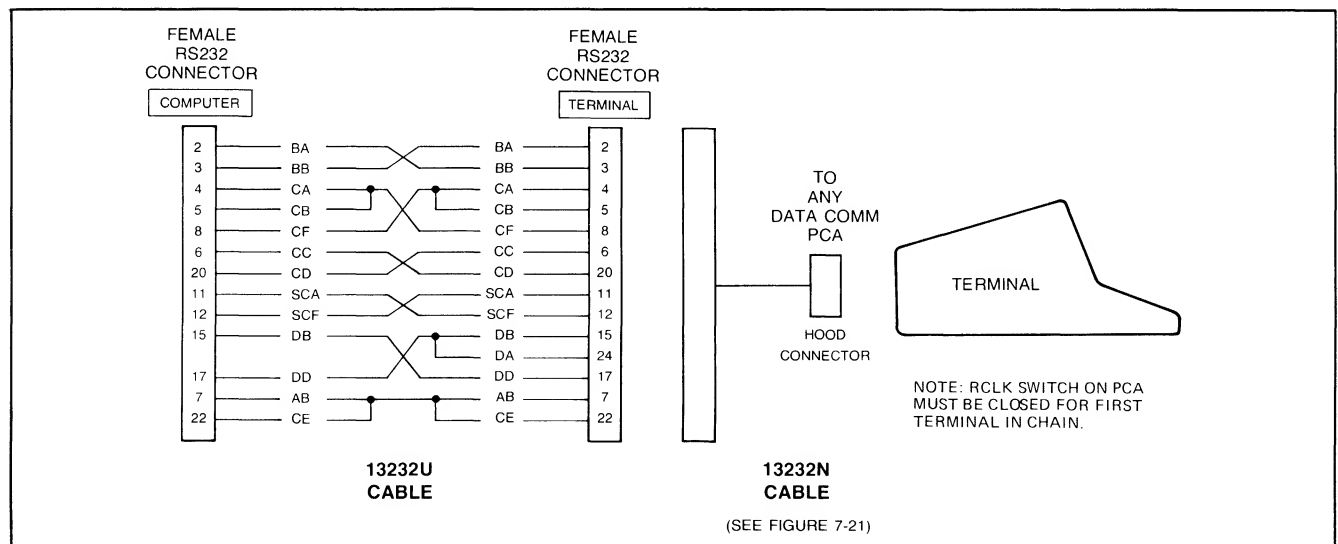 FEMALE
RS232
CONNECTOR
COMPUTER
FEMALE
RS232
CONNECTOR
TERMINAL
2 BA BA 2
3 BB BB 3
4 CA CA 4
5 CB CB 5
8 CF CF 8
6 CC CC 6
20 CD CD 20
11 SCA SCA 11
12 SCF SCF 12
15 DB DB 15
DA 24
17 DD DD 17
7 AB AB 7
22 CE CE 22
13232U
CABLE
TO
ANY
DATA COMM
PCA
HOOD
CONNECTOR
TERMINAL
NOTE: RCLK SWITCH ON PCA
MUST BE CLOSED FOR FIRST
TERMINAL IN CHAIN.
13232N
CABLE
(SEE FIGURE 7-21)